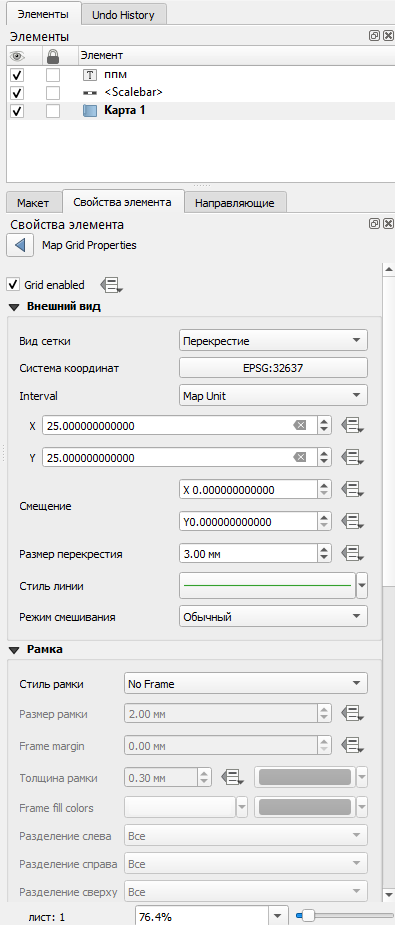 Элементы Undo History
Элементы
Элемент
ппм
<Scalebar>
Карта 1
Макет Свойства элемента Направляющие
Свойства элемента
Map Grid Properties
Grid enabled
Внешний вид
Вид сетки Перекрестие
Система координат EPSG:32637
Interval Map Unit
X 25.000000000000
Y 25.000000000000
X 0.000000000000
Смещение
Y0.000000000000
Размер перекрестия 3.00 мм
Стиль линии
Режим смешивания Обычный
Рамка
Стиль рамки No Frame
Размер рамки 2.00 мм
Frame margin 0.00 мм
Толщина рамки 0.30 мм
Frame fill colors
Разделение слева Все
Разделение справа Все
Разделение сверху Все
лист: 1 76.4%